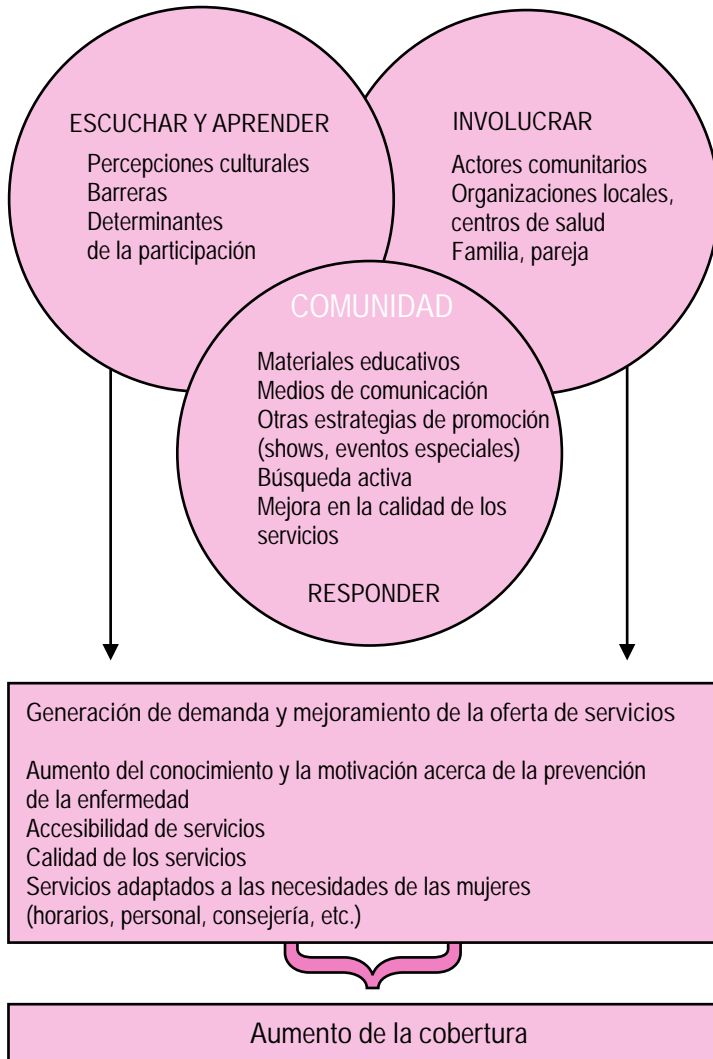 ESCUCHAR Y APRENDER
Percepciones culturales
Barreras
Determinantes
de la participación
INVOLUCRAR
Actores comunitarios
Organizaciones locales,
centros de salud
Familia, pareja
COMUNIDAD
Materiales educativos
Medios de comunicación
Otras estrategias de promoción
(shows, eventos especiales)
Búsqueda activa
Mejora en la calidad de los
servicios
RESPONDER
Generación de demanda y mejoramiento de la oferta de servicios
Aumento del conocimiento y la motivación acerca de la prevención
de la enfermedad
Accesibilidad de servicios
Calidad de los servicios
Servicios adaptados a las necesidades de las mujeres
(horarios, personal, consejería, etc.)
Aumento de la cobertura